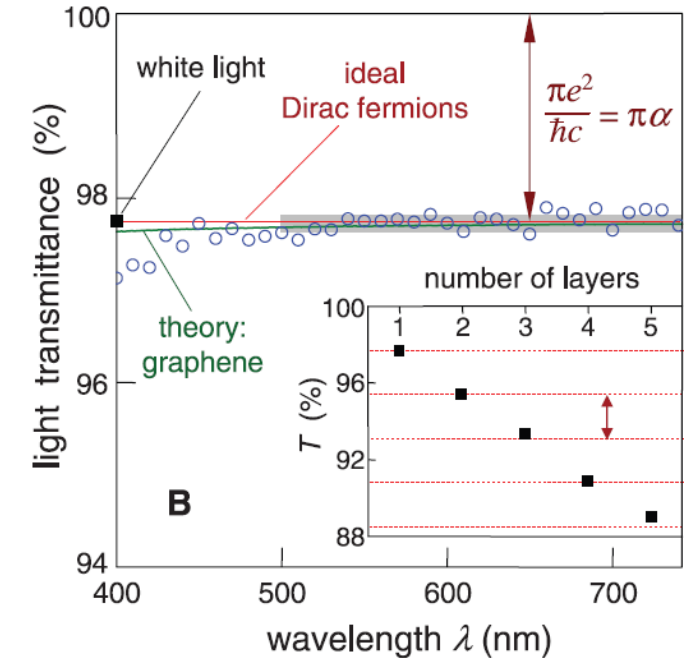 100
98
96
94
light transmittance (%)
white light
ideal
Dirac fermions
πe²
ħc
= πα
theory:
graphene
B
number of layers
1 2 3 4 5
100
96
92
88
T (%)
400 500 600 700
wavelength λ (nm)